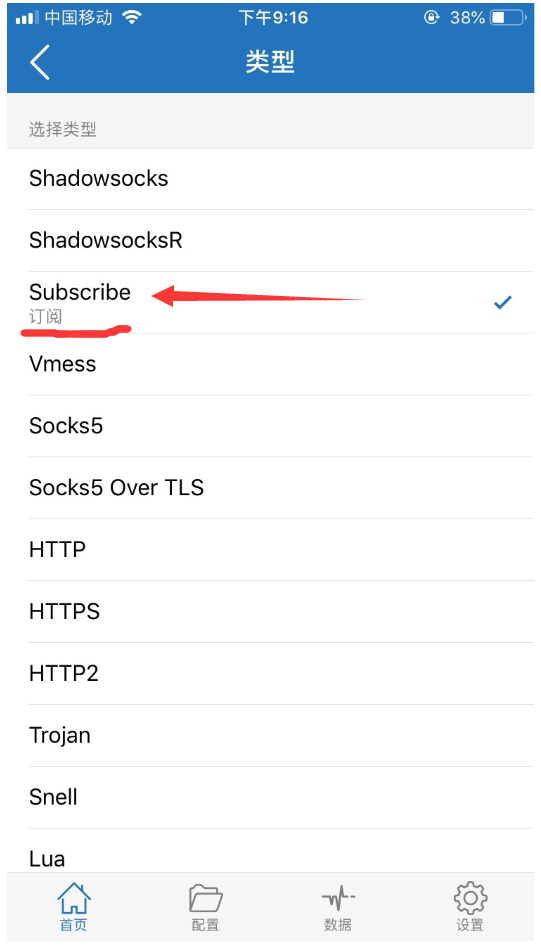 中国移动 下午9:16 38%
类型
选择类型
Shadowsocks
ShadowsocksR
Subscribe
订阅
Vmess
Socks5
Socks5 Over TLS
HTTP
HTTPS
HTTP2
Trojan
Snell
Lua
首页 配置 数据 设置